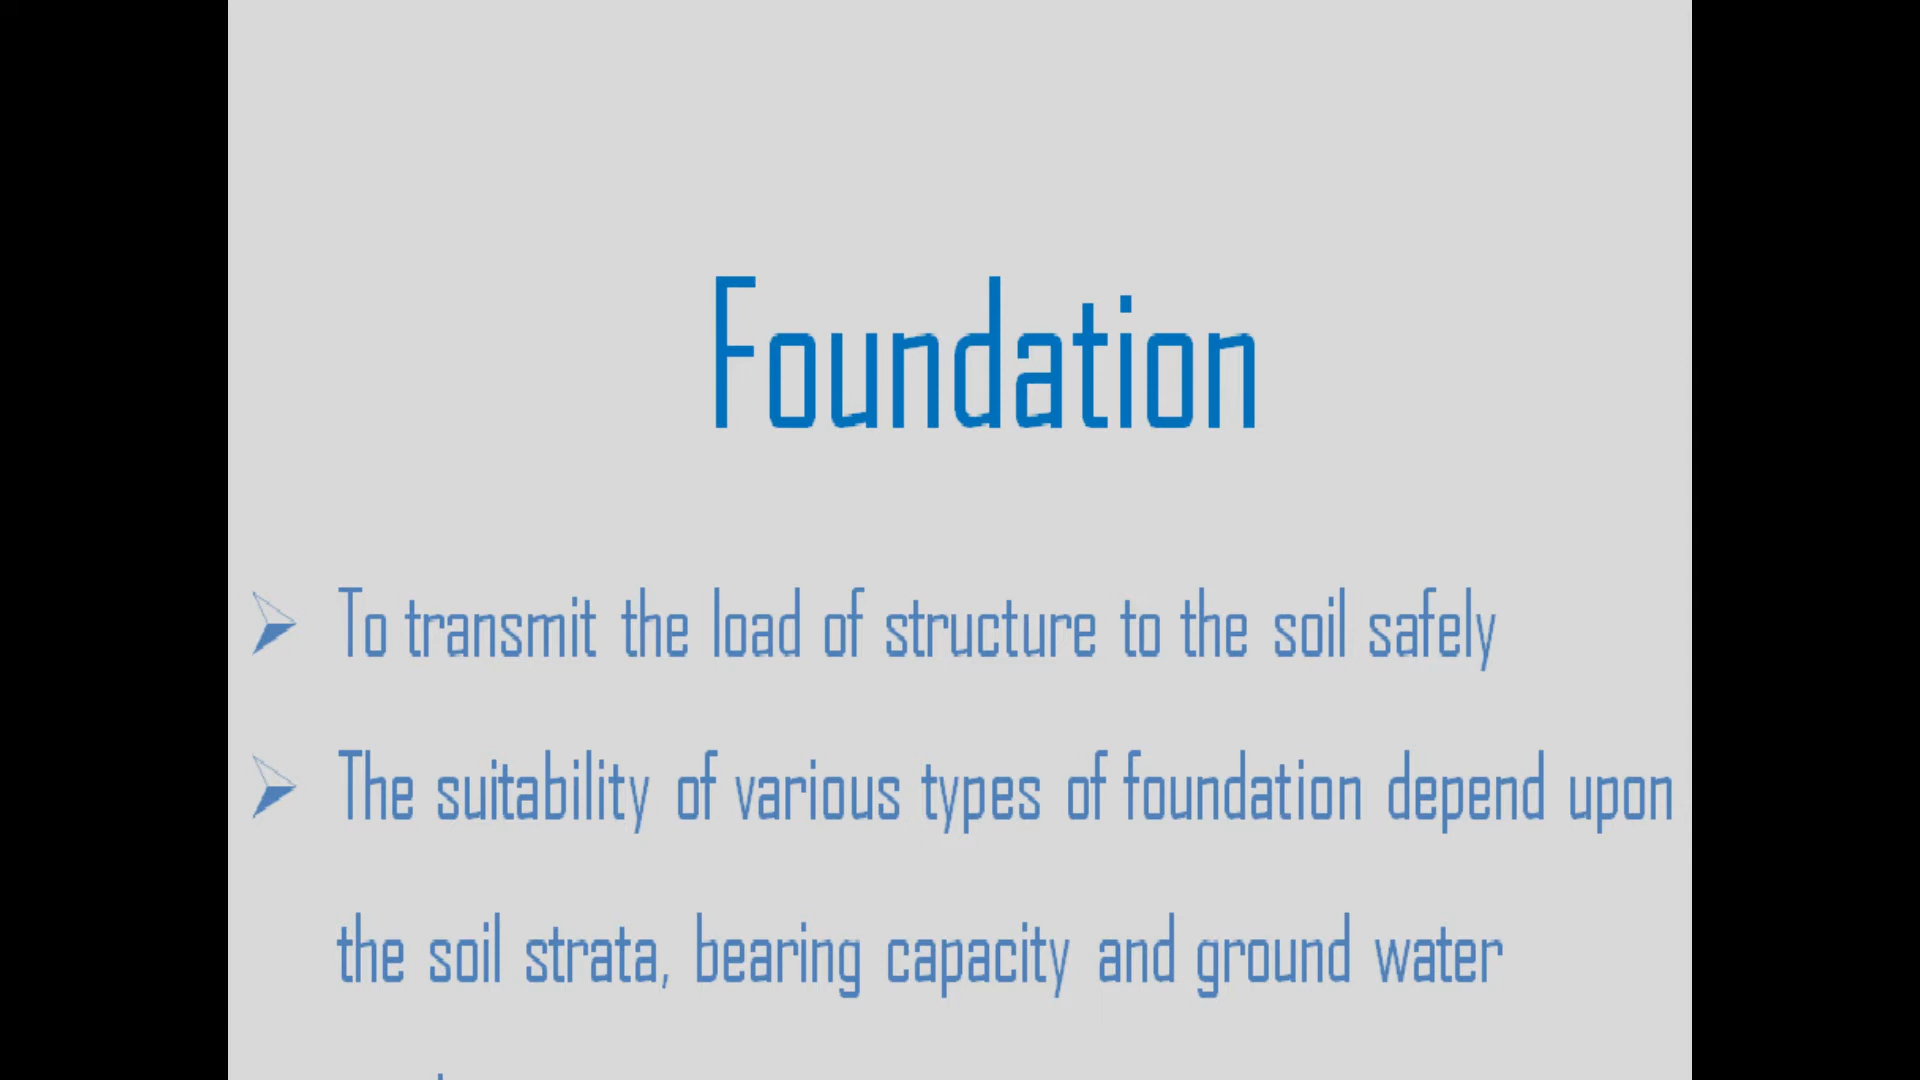 Foundation
To transmit the load of structure to the soil safely
The suitability of various types of foundation depend upon
the soil strata, bearing capacity and ground water